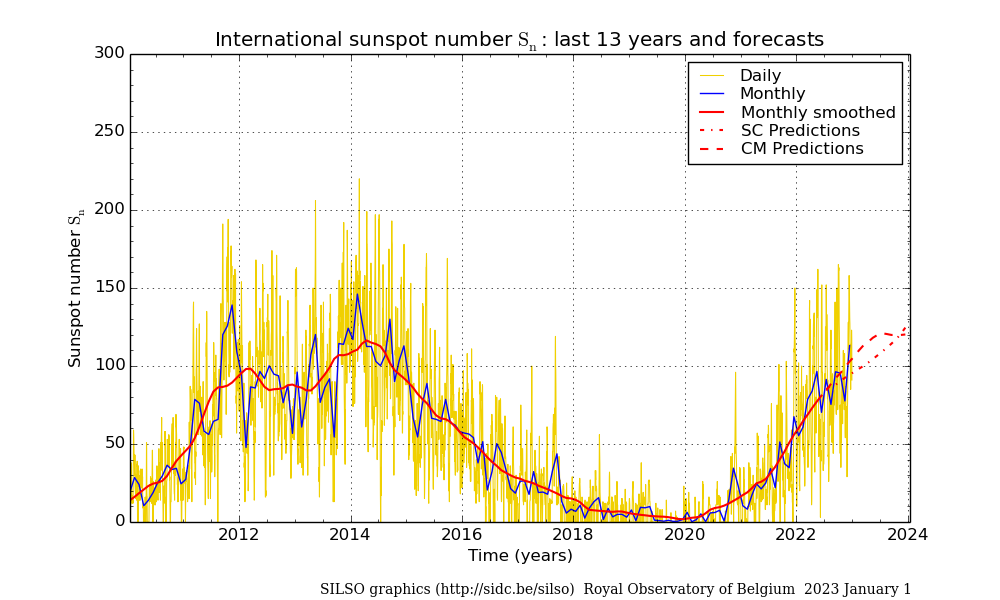 International sunspot number Sn : last 13 years and forecasts
300
250
200
150
100
50
0
Sunspot number Sn
Daily
Monthly
Monthly smoothed
SC Predictions
CM Predictions
2012 2014 2016 2018 2020 2022 2024
Time (years)
SILSO graphics (http://sidc.be/silso) Royal Observatory of Belgium 2023 January 1